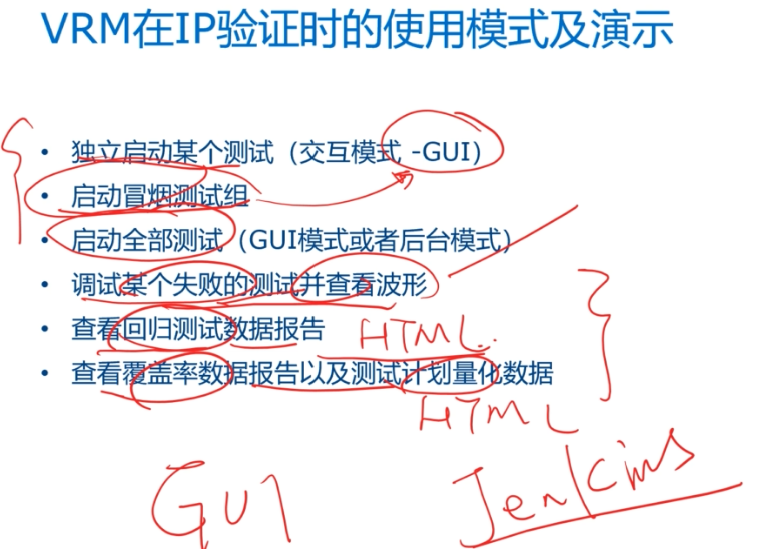 VRM在IP验证时的使用模式及演示
• 独立启动某个测试（交互模式 -GUI）
• 启动冒烟测试组
• 启动全部测试（GUI模式或者后台模式）
• 调试某个失败的测试并查看波形
• 查看回归测试数据报告 HTML.
• 查看覆盖率数据报告以及测试计划量化数据
HTML
GUI Jenkins